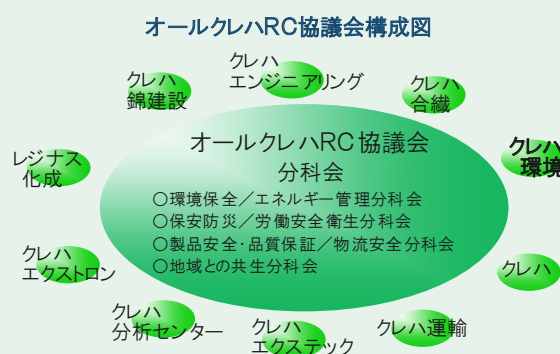 オールクレハRC協議会構成図
クレハ
エンジニアリング
クレハ
錦建設
クレハ
合繊
オールクレハRC協議会
分科会
レジナス
化成
クレハ
環境
○環境保全／エネルギー管理分科会
○保安防災／労働安全衛生分科会
○製品安全・品質保証／物流安全分科会
○地域との共生分科会
クレハ
エクストロン
クレハ
クレハ
分析センター
クレハ
エクステック
クレハ運輸